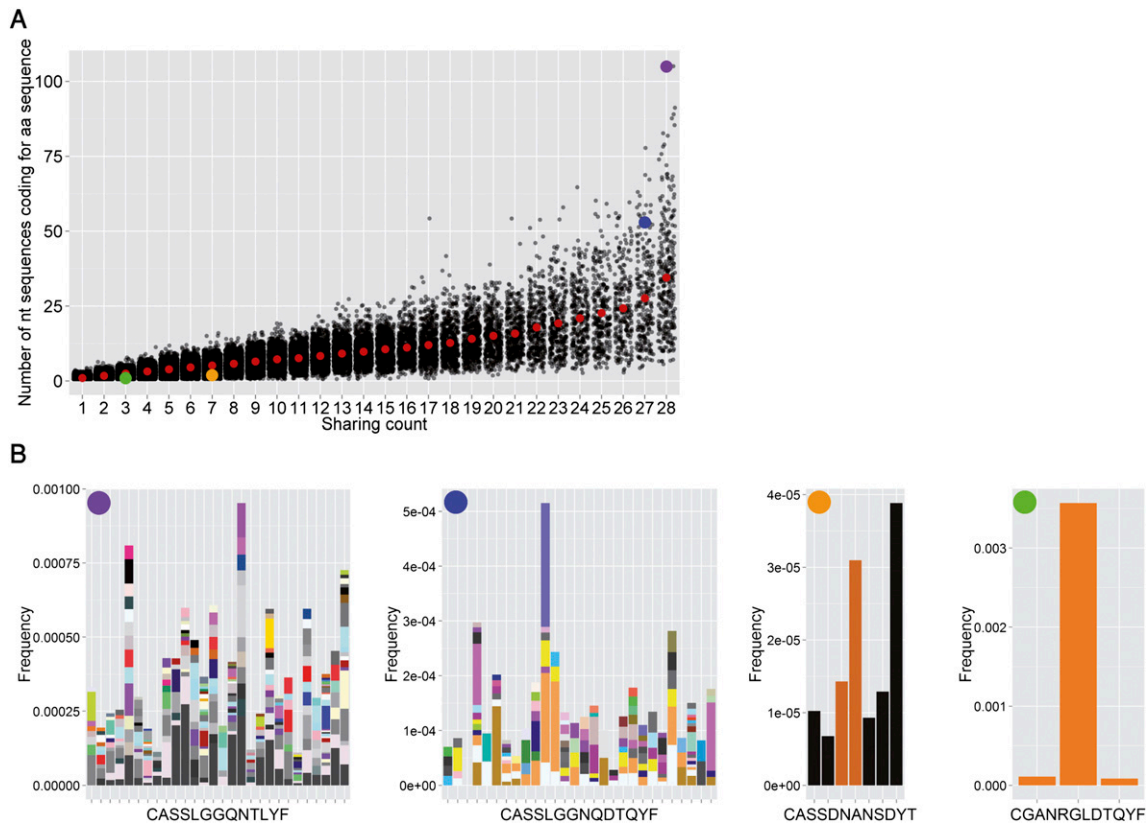 A
Number of nt sequences coding for aa sequence
100
75
50
25
0
1 2 3 4 5 6 7 8 9 10 11 12 13 14 15 16 17 18 19 20 21 22 23 24 25 26 27 28
Sharing count
B
Frequency
0.00100
0.00075
0.00050
0.00025
0.00000
CASSLGGQNTLYF
Frequency
5e-04
4e-04
3e-04
2e-04
1e-04
0e+00
CASSLGGNQDTQYF
Frequency
4e-05
3e-05
2e-05
1e-05
0e+00
CASSDNANSDYT
Frequency
0.003
0.002
0.001
0.000
CGANRGLDTQYF